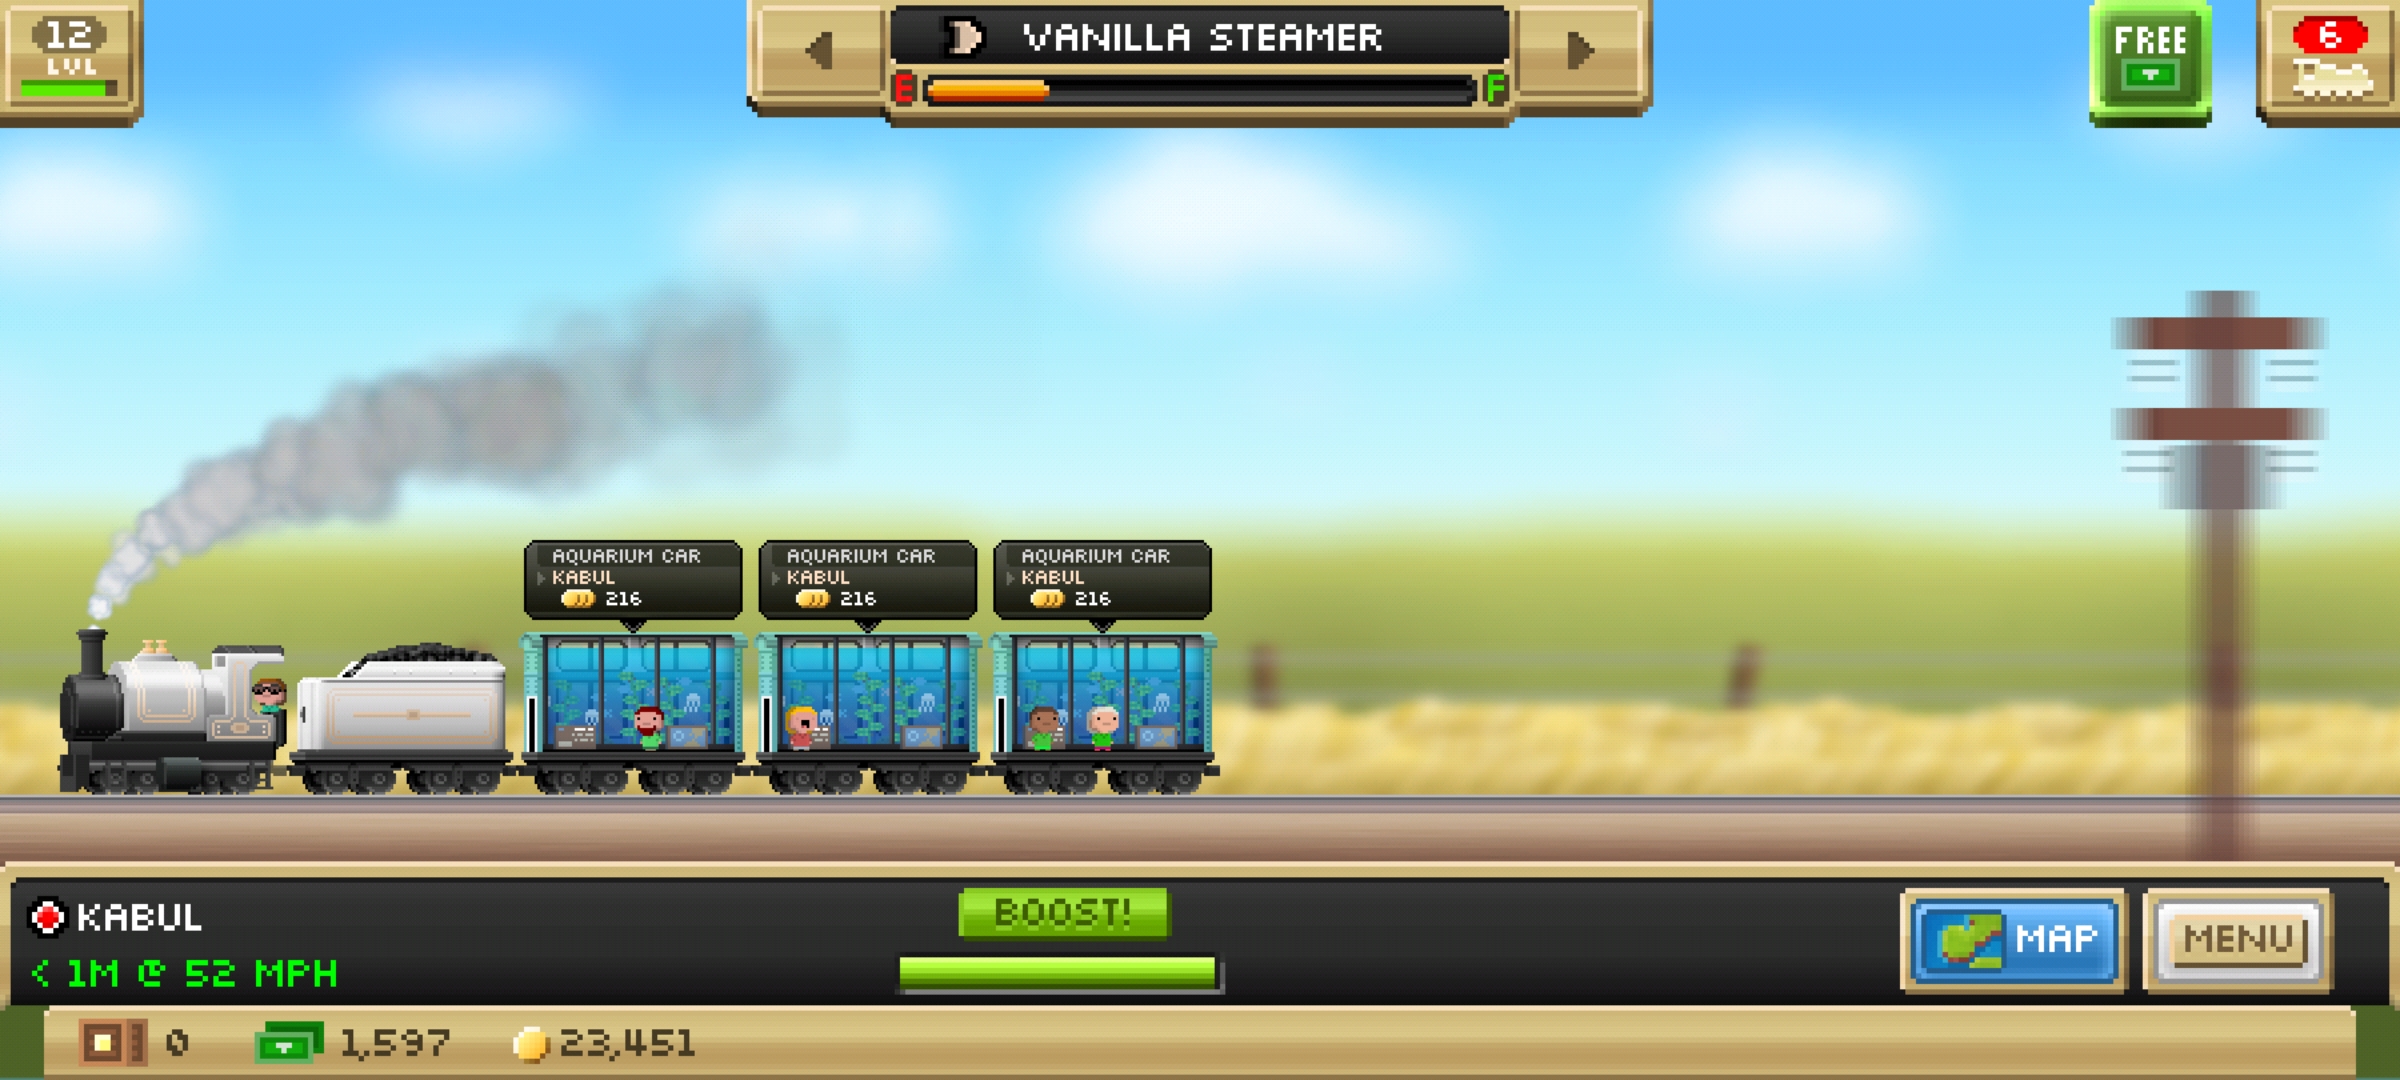 12
LVL
VANILLA STEAMER
E
F
FREE
6
AQUARIUM CAR
KABUL
216
AQUARIUM CAR
KABUL
216
AQUARIUM CAR
KABUL
216
KABUL
< 1M @ 52 MPH
BOOST!
MAP
MENU
0
1,597
23,451